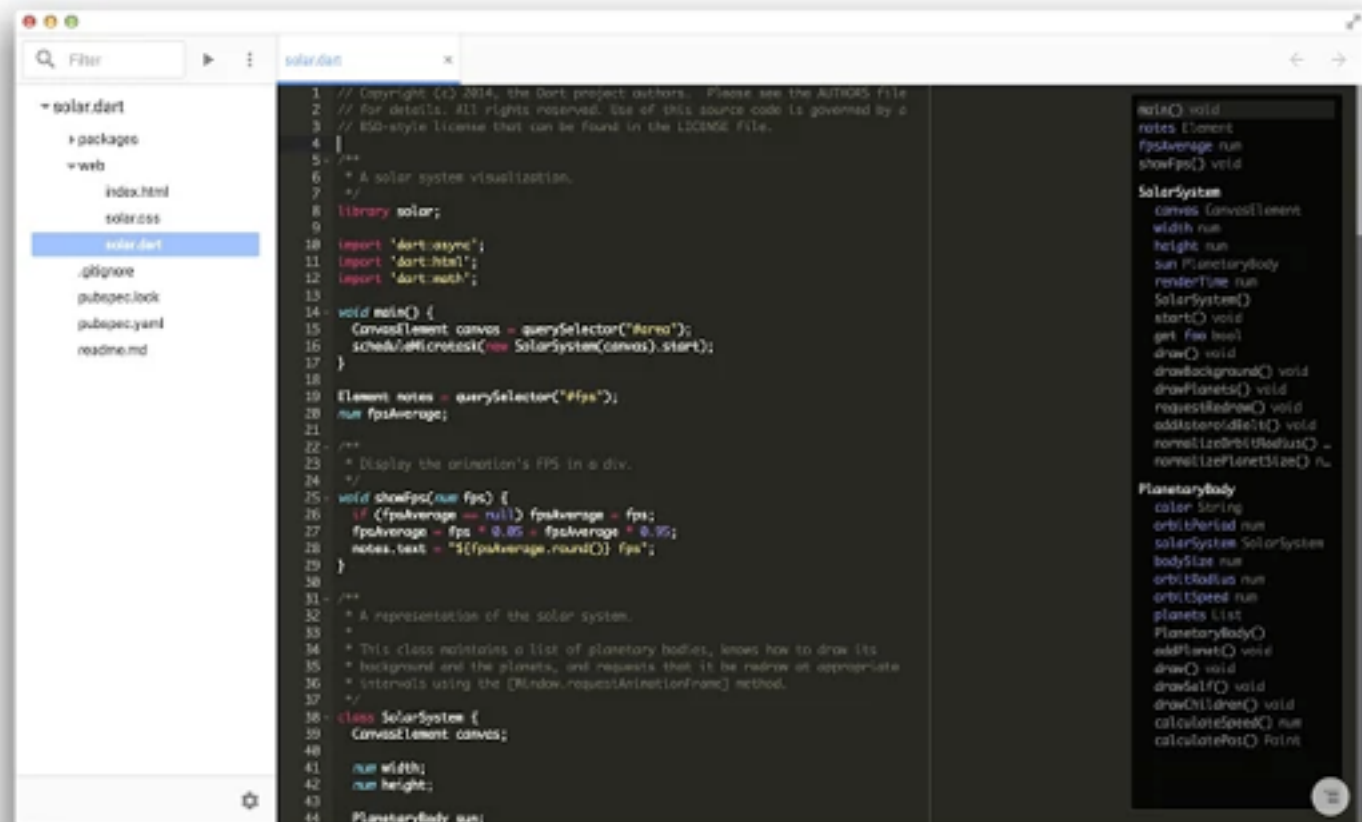 Filter
solar.dart
packages
web
index.html
solar.css
solar.dart
.gitignore
pubspec.lock
pubspec.yaml
readme.md
solar.dart
1 // Copyright (c) 2014, the Dart project authors. Please see the AUTHORS file
2 // for details. All rights reserved. Use of this source code is governed by a
3 // BSD-style license that can be found in the LICENSE file.
4
5 /**
6 * A solar system visualization.
7 */
8 library solar;
9
10 import 'dart:async';
11 import 'dart:html';
12 import 'dart:math';
13
14 void main() {
15 CanvasElement canvas = querySelector("#area");
16 scheduleMicrotask(new SolarSystem(canvas).start);
17 }
18
19 Element notes = querySelector("#fps");
20 num fpsAverage;
21
22 /**
23 * Display the animation's FPS in a div.
24 */
25 void showFps(num fps) {
26 if (fpsAverage == null) fpsAverage = fps;
27 fpsAverage = fps * 0.05 + fpsAverage * 0.95;
28 notes.text = "${fpsAverage.round()} fps";
29 }
30
31 /**
32 * A representation of the solar system.
33 *
34 * This class maintains a list of planetary bodies, knows how to draw its
35 * background and the planets, and requests that it be redraw at appropriate
36 * intervals using the [Window.requestAnimationFrame] method.
37 */
38 class SolarSystem {
39 CanvasElement canvas;
40
41 num width;
42 num height;
43
44 PlanetaryBody sun;
main() void
notes Element
fpsAverage num
showFps() void
SolarSystem
canvas CanvasElement
width num
height num
sun PlanetaryBody
renderTime num
SolarSystem()
start() void
get foo bool
draw() void
drawBackground() void
drawPlanets() void
requestRedraw() void
addAsteroidBelt() void
normalizeOrbitRadius() …
normalizePlanetSize() n…
PlanetaryBody
color String
orbitPeriod num
solarSystem SolarSystem
bodySize num
orbitRadius num
orbitSpeed num
planets List
PlanetaryBody()
addPlanet() void
draw() void
drawSelf() void
drawChildren() void
calculateSpeed() num
calculatePos() Point